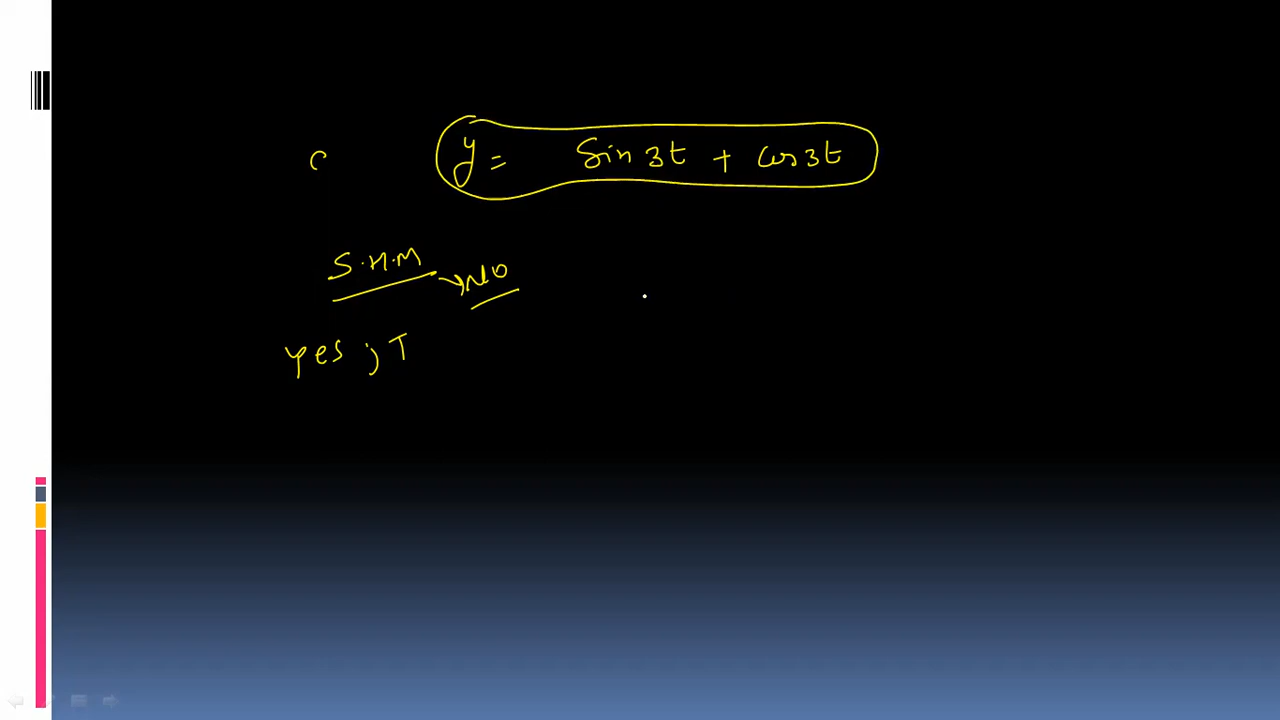 y = Sin 3t + cos 3t
S.H.M → NO
yes ; T